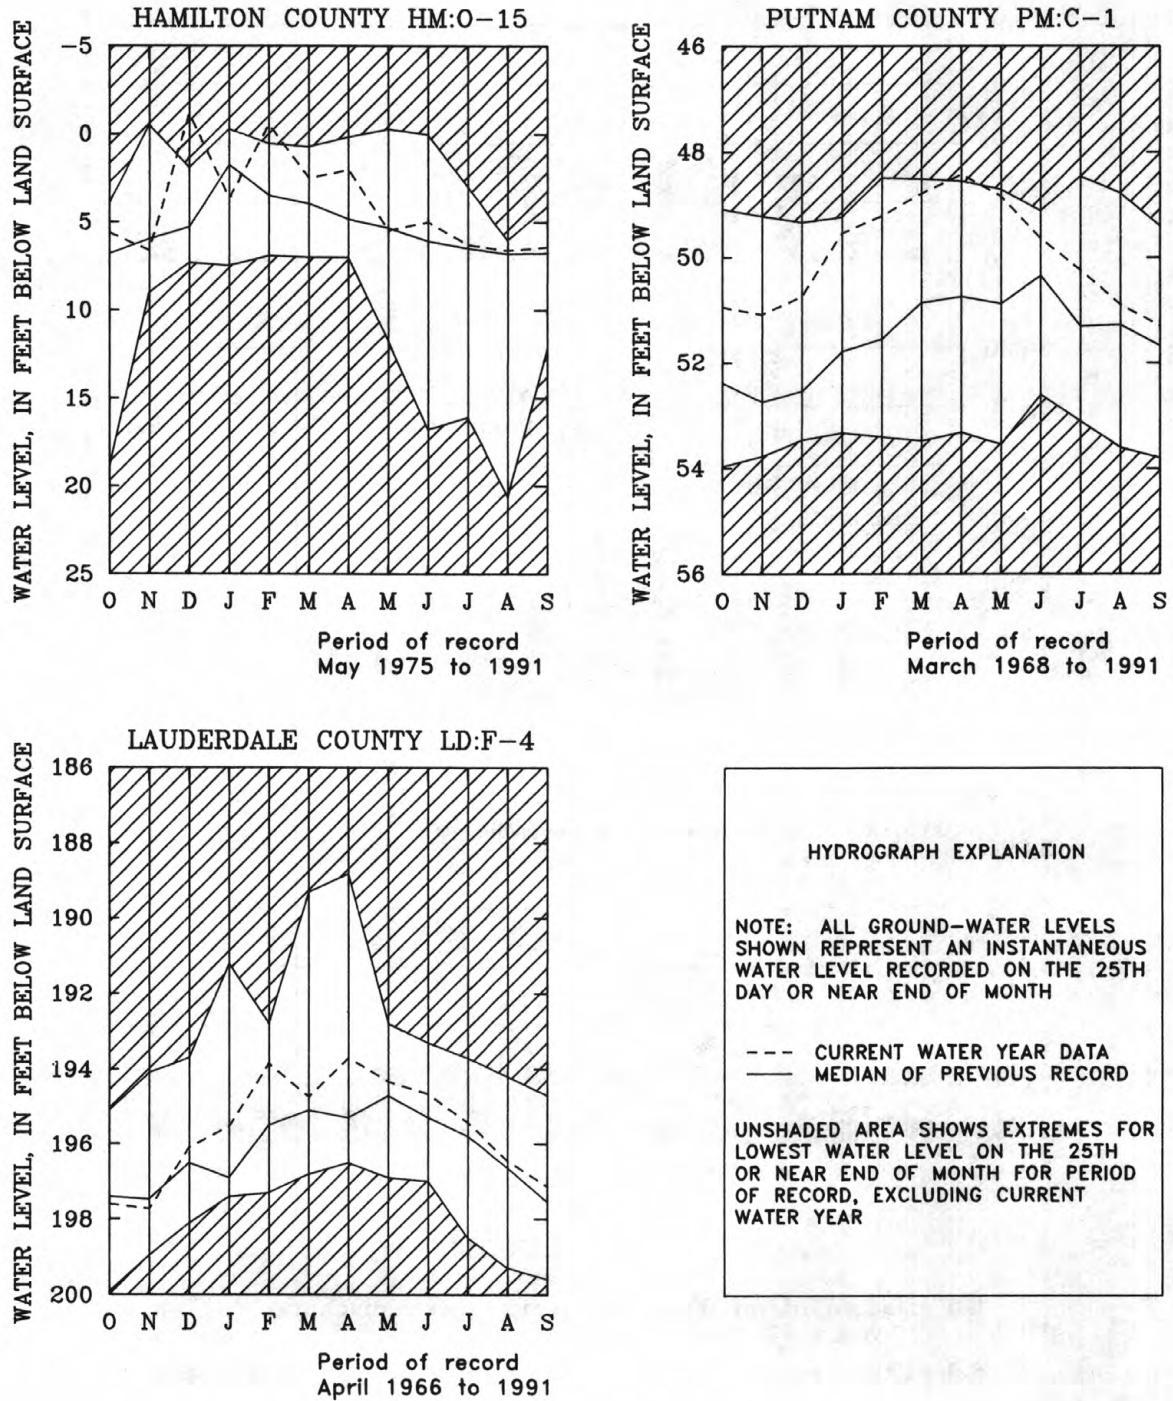 HAMILTON COUNTY HM:O-15
WATER LEVEL, IN FEET BELOW LAND SURFACE
-5
0
5
10
15
20
25
O N D J F M A M J J A S
Period of record
May 1975 to 1991
PUTNAM COUNTY PM:C-1
WATER LEVEL, IN FEET BELOW LAND SURFACE
46
48
50
52
54
56
O N D J F M A M J J A S
Period of record
March 1968 to 1991
LAUDERDALE COUNTY LD:F-4
WATER LEVEL, IN FEET BELOW LAND SURFACE
186
188
190
192
194
196
198
200
O N D J F M A M J J A S
Period of record
April 1966 to 1991
HYDROGRAPH EXPLANATION
NOTE: ALL GROUND-WATER LEVELS
SHOWN REPRESENT AN INSTANTANEOUS
WATER LEVEL RECORDED ON THE 25TH
DAY OR NEAR END OF MONTH
--- CURRENT WATER YEAR DATA
— MEDIAN OF PREVIOUS RECORD
UNSHADED AREA SHOWS EXTREMES FOR
LOWEST WATER LEVEL ON THE 25TH
OR NEAR END OF MONTH FOR PERIOD
OF RECORD, EXCLUDING CURRENT
WATER YEAR